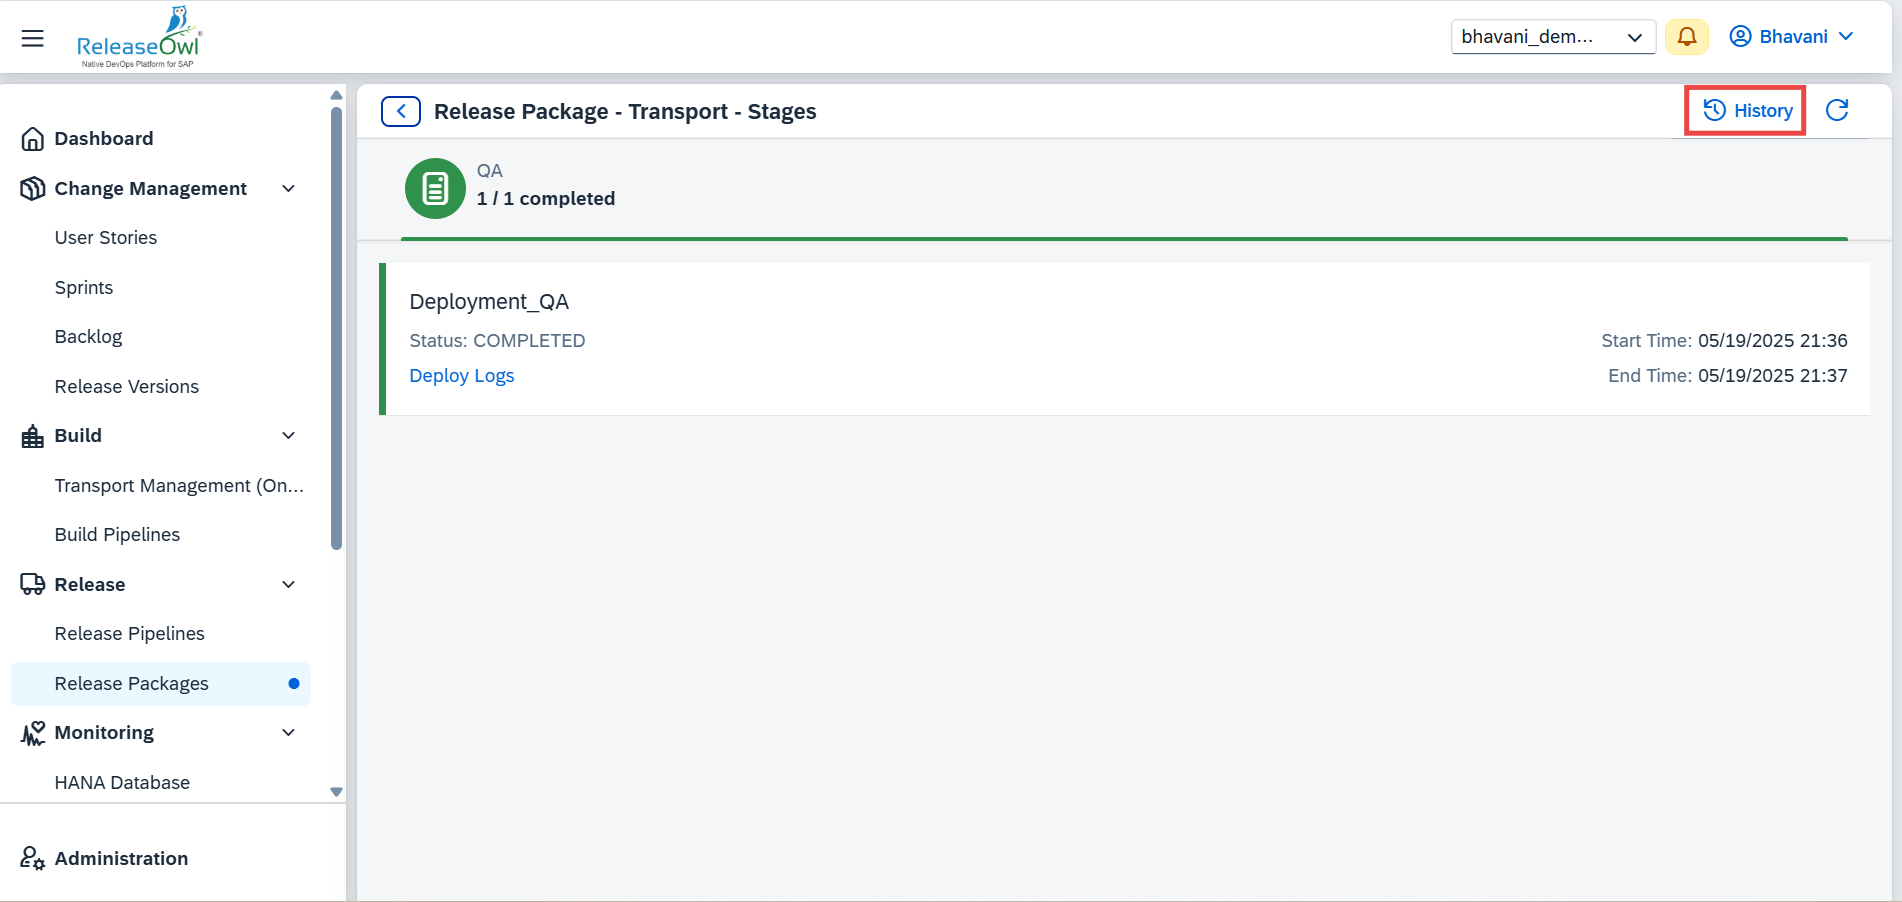 ReleaseOwl®
Native DevOps Platform for SAP
bhavani_dem...
Bhavani
Dashboard
Change Management
User Stories
Sprints
Backlog
Release Versions
Build
Transport Management (On...
Build Pipelines
Release
Release Pipelines
Release Packages
Monitoring
HANA Database
Administration
Release Package - Transport - Stages
History
QA
1 / 1 completed
Deployment_QA
Status: COMPLETED
Start Time: 05/19/2025 21:36
Deploy Logs
End Time: 05/19/2025 21:37